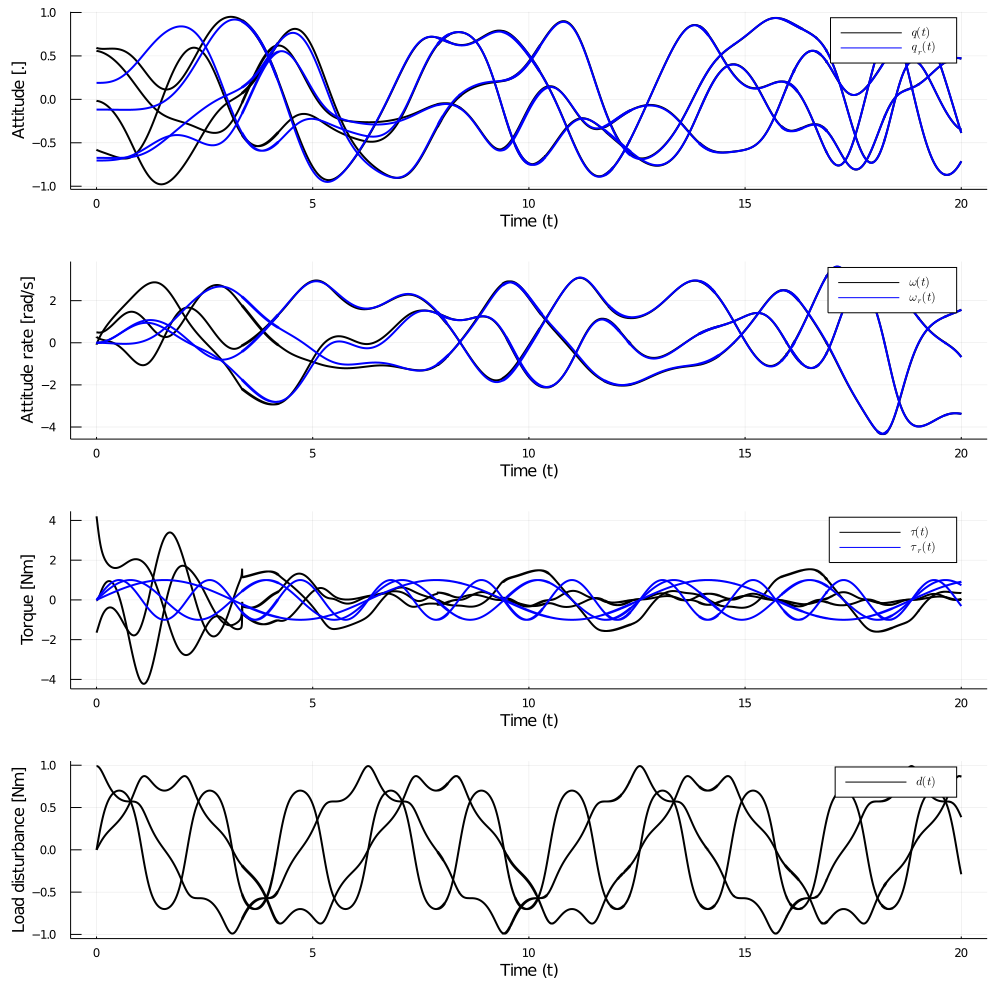 1.0
0.5
0.0
−0.5
−1.0
Attitude [.]
q(t)
q_r(t)
0 5 10 15 20
Time (t)
2
0
−2
−4
Attitude rate [rad/s]
ω(t)
ω_r(t)
0 5 10 15 20
Time (t)
4
2
0
−2
−4
Torque [Nm]
τ(t)
τ_r(t)
0 5 10 15 20
Time (t)
1.0
0.5
0.0
−0.5
−1.0
Load disturbance [Nm]
d(t)
0 5 10 15 20
Time (t)